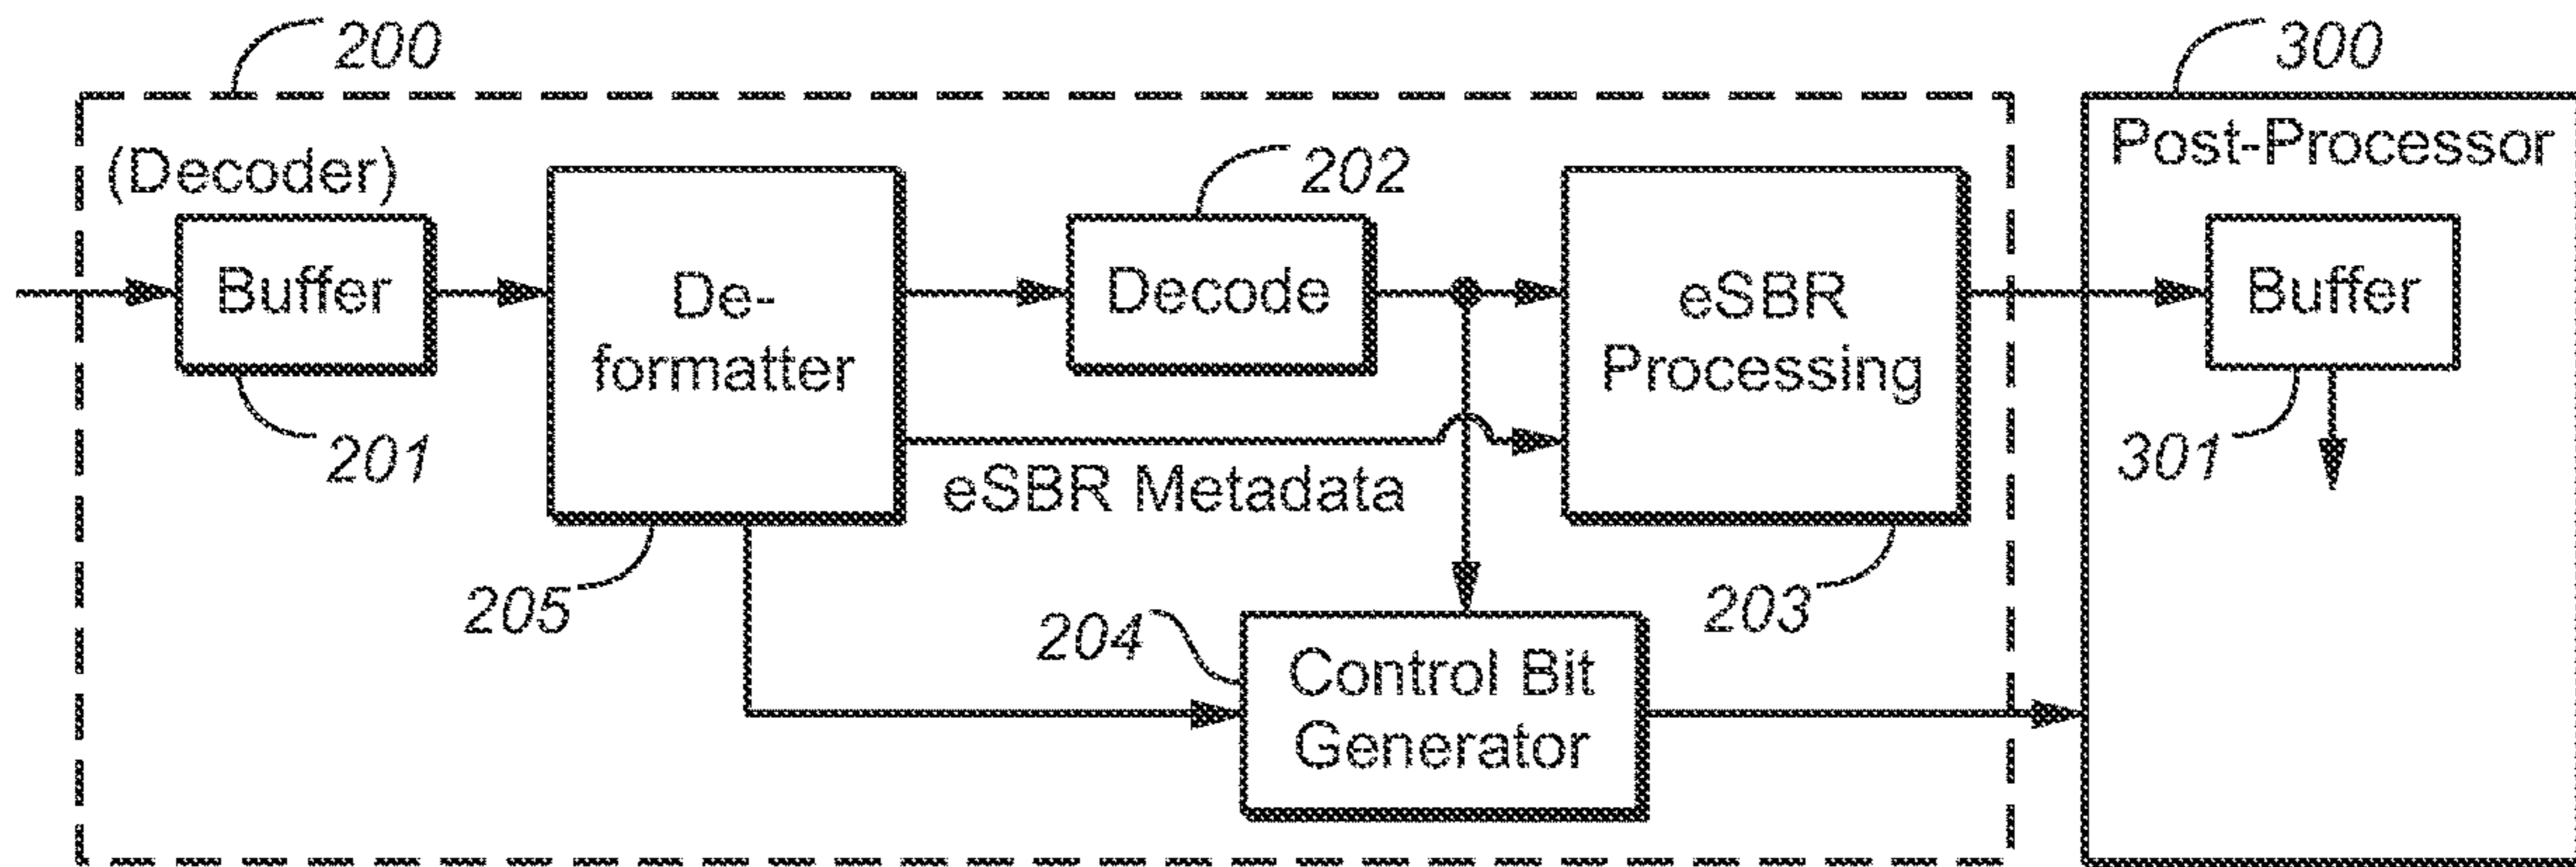 200
300
(Decoder)
Post-Processor
202
Buffer
De-
formatter
Decode
eSBR
Processing
Buffer
201
eSBR Metadata
301
205
204
203
Control Bit
Generator